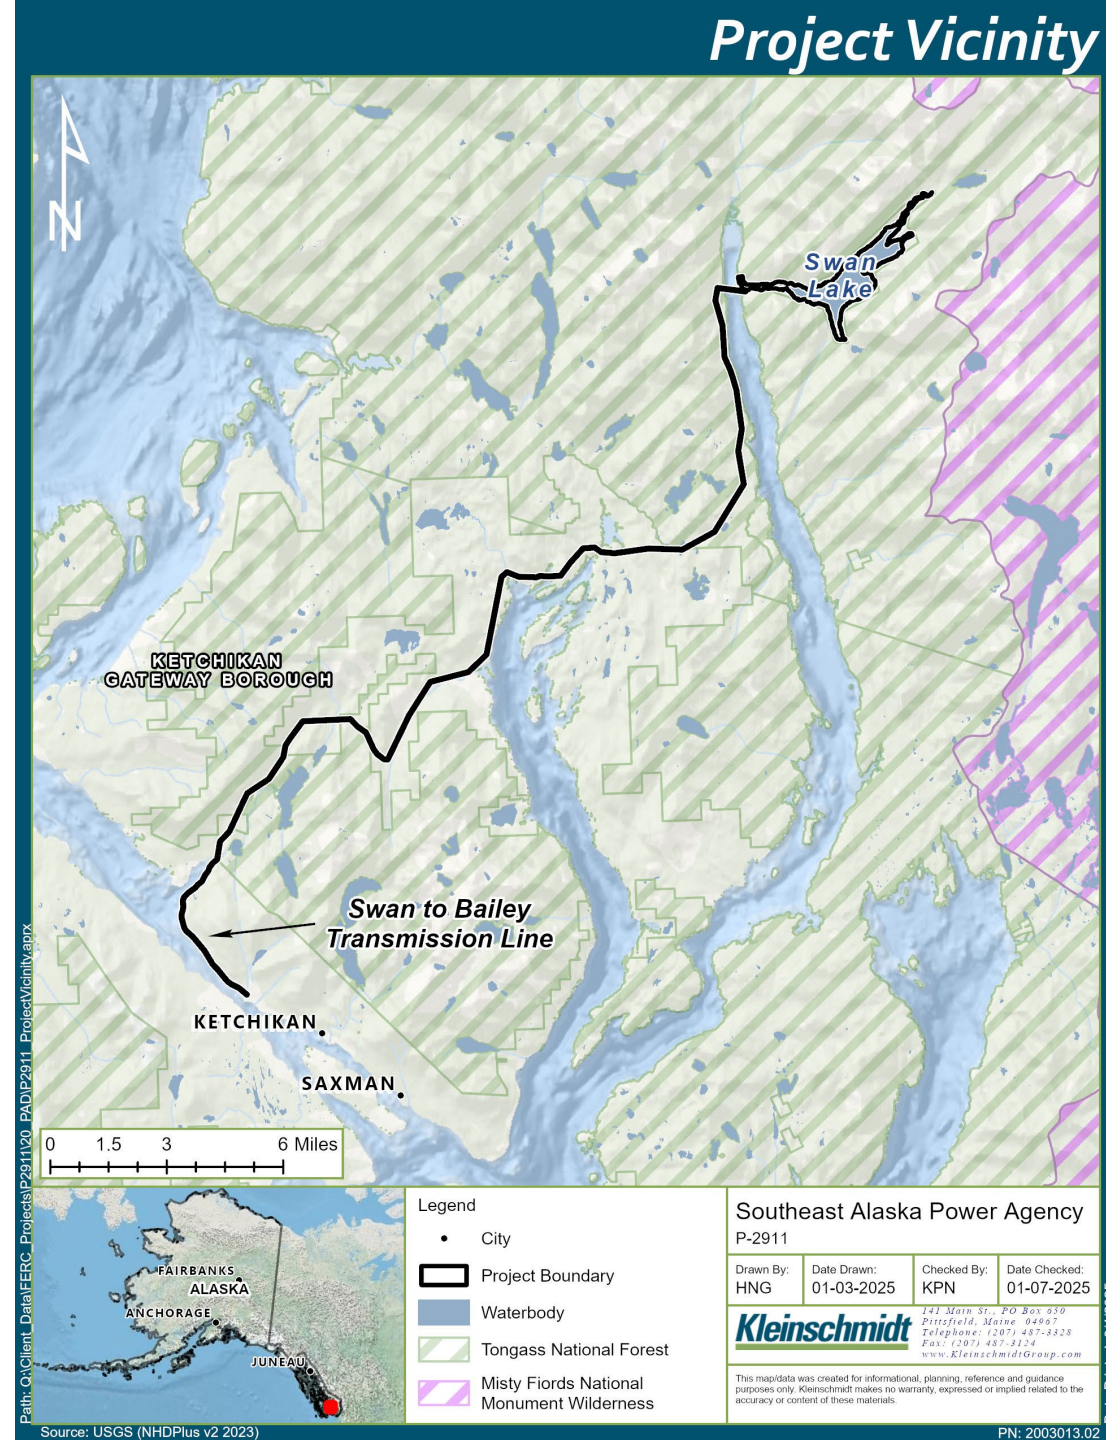 Project Vicinity
N
Swan
Lake
KETCHIKAN
GATEWAY BOROUGH
Swan to Bailey
Transmission Line
KETCHIKAN
SAXMAN
0 1.5 3 6 Miles
FAIRBANKS
ALASKA
ANCHORAGE
JUNEAU
Legend
City
Project Boundary
Waterbody
Tongass National Forest
Misty Fiords National
Monument Wilderness
Southeast Alaska Power Agency
P-2911
Drawn By: Date Drawn: Checked By: Date Checked:
HNG 01-03-2025 KPN 01-07-2025
Kleinschmidt
141 Main St., PO Box 650
Pittsfield, Maine 04967
Telephone: (207) 487-3328
Fax: (207) 487-3124
www.KleinschmidtGroup.com
This map/data was created for informational, planning, reference and guidance
purposes only. Kleinschmidt makes no warranty, expressed or implied related to the
accuracy or content of these materials.
Path: Q:\Client_Data\FERC_Projects\P2911\20_PAD\P2911_ProjectVicinity.aprx
Source: USGS (NHDPlus v2 2023)
PN: 2003013.02